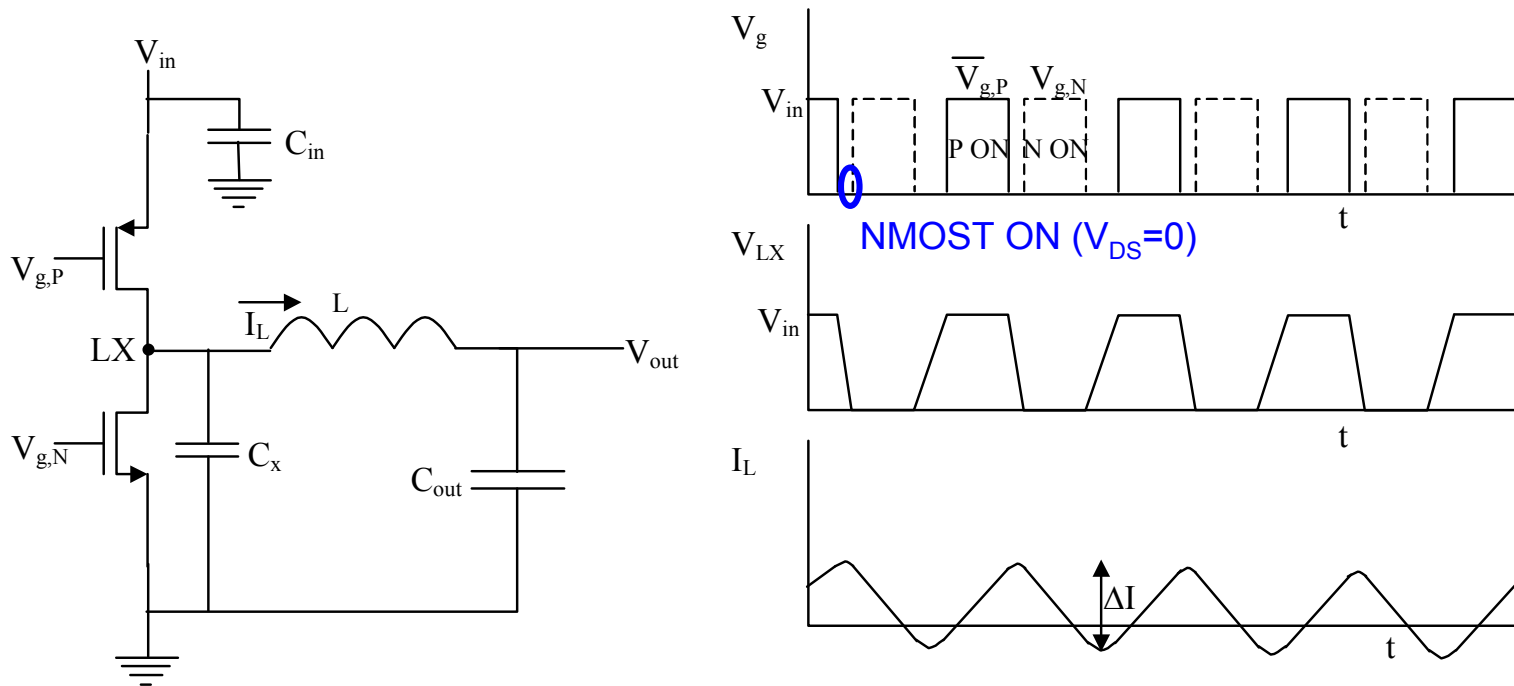 V_in
C_in
V_g,P
I_L
L
LX
V_out
V_g,N
C_x
C_out
V_g
V̅_g,P
V_g,N
V_in
P ON
N ON
t
NMOST ON (V_DS=0)
V_LX
V_in
t
I_L
ΔI
t